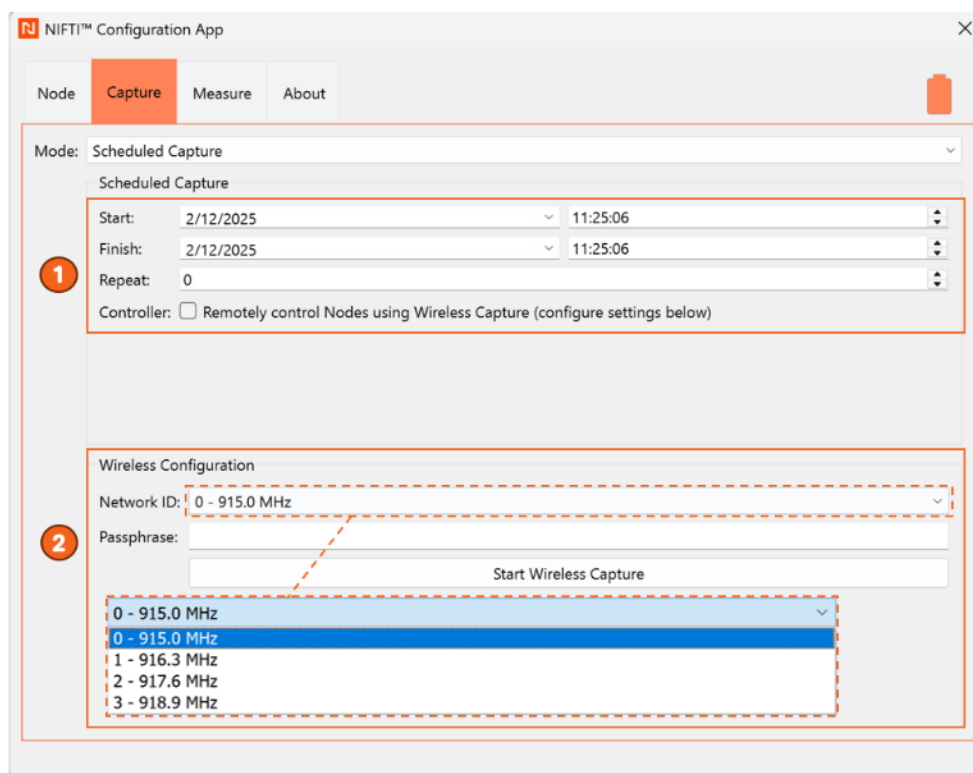 NIFTI™ Configuration App
Node Capture Measure About
Mode: Scheduled Capture
Scheduled Capture
Start: 2/12/2025 11:25:06
Finish: 2/12/2025 11:25:06
1
Repeat: 0
Controller: Remotely control Nodes using Wireless Capture (configure settings below)
Wireless Configuration
Network ID: 0 - 915.0 MHz
2
Passphrase:
Start Wireless Capture
0 - 915.0 MHz
0 - 915.0 MHz
1 - 916.3 MHz
2 - 917.6 MHz
3 - 918.9 MHz